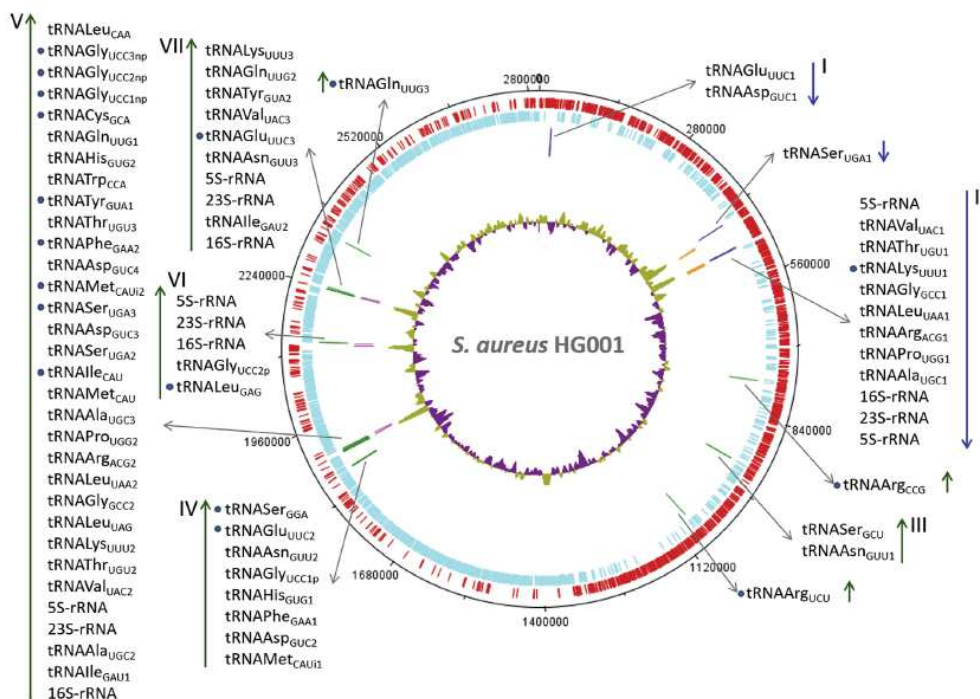 V
tRNALeuCAA
tRNAGlyUCC3np
tRNAGlyUCC2np
tRNAGlyUCC1np
tRNACysGCA
tRNAGlnUUG1
tRNAHisGUG2
tRNATrpCCA
tRNATyrGUA1
tRNAThrUGU3
tRNAPheGAA2
tRNAAspGUC4
tRNAMetCAUi2
tRNASerUGA3
tRNAAspGUC3
tRNASerUGA2
tRNAIleCAU
tRNAMetCAU
tRNAAlaUGC3
tRNAProUGG2
tRNAArgACG2
tRNALeuUAA2
tRNAGlyGCC2
tRNALeuUAG
tRNALysUUU2
tRNAThrUGU2
tRNAValUAC2
5S-rRNA
23S-rRNA
tRNAAlaUGC2
tRNAIleGAU1
16S-rRNA
VII
tRNALysUUU3
tRNAGlnUUG2
tRNATyrGUA2
tRNAValUAC3
tRNAGluUUC3
tRNAAsnGUU3
5S-rRNA
23S-rRNA
tRNAIleGAU2
16S-rRNA
VI
5S-rRNA
23S-rRNA
16S-rRNA
tRNAGlyUCC2p
tRNALeuGAG
IV
tRNASerGGA
tRNAGluUUC2
tRNAAsnGUU2
tRNAGlyUCC1p
tRNAHisGUG1
tRNAPheGAA1
tRNAAspGUC2
tRNAMetCAUi1
tRNAGlnUUG3
2800000
0
280000
560000
840000
1120000
1400000
1680000
1960000
2240000
2520000
S. aureus HG001
tRNAGluUUC1
tRNAAspGUC1
I
tRNASerUGA1
I
5S-rRNA
tRNAValUAC1
tRNAThrUGU1
tRNALysUUU1
tRNAGlyGCC1
tRNALeuUAA1
tRNAArgACG1
tRNAProUGG1
tRNAAlaUGC1
16S-rRNA
23S-rRNA
5S-rRNA
tRNAArgCCG
tRNASerGCU
tRNAAsnGUU1
III
tRNAArgUCU